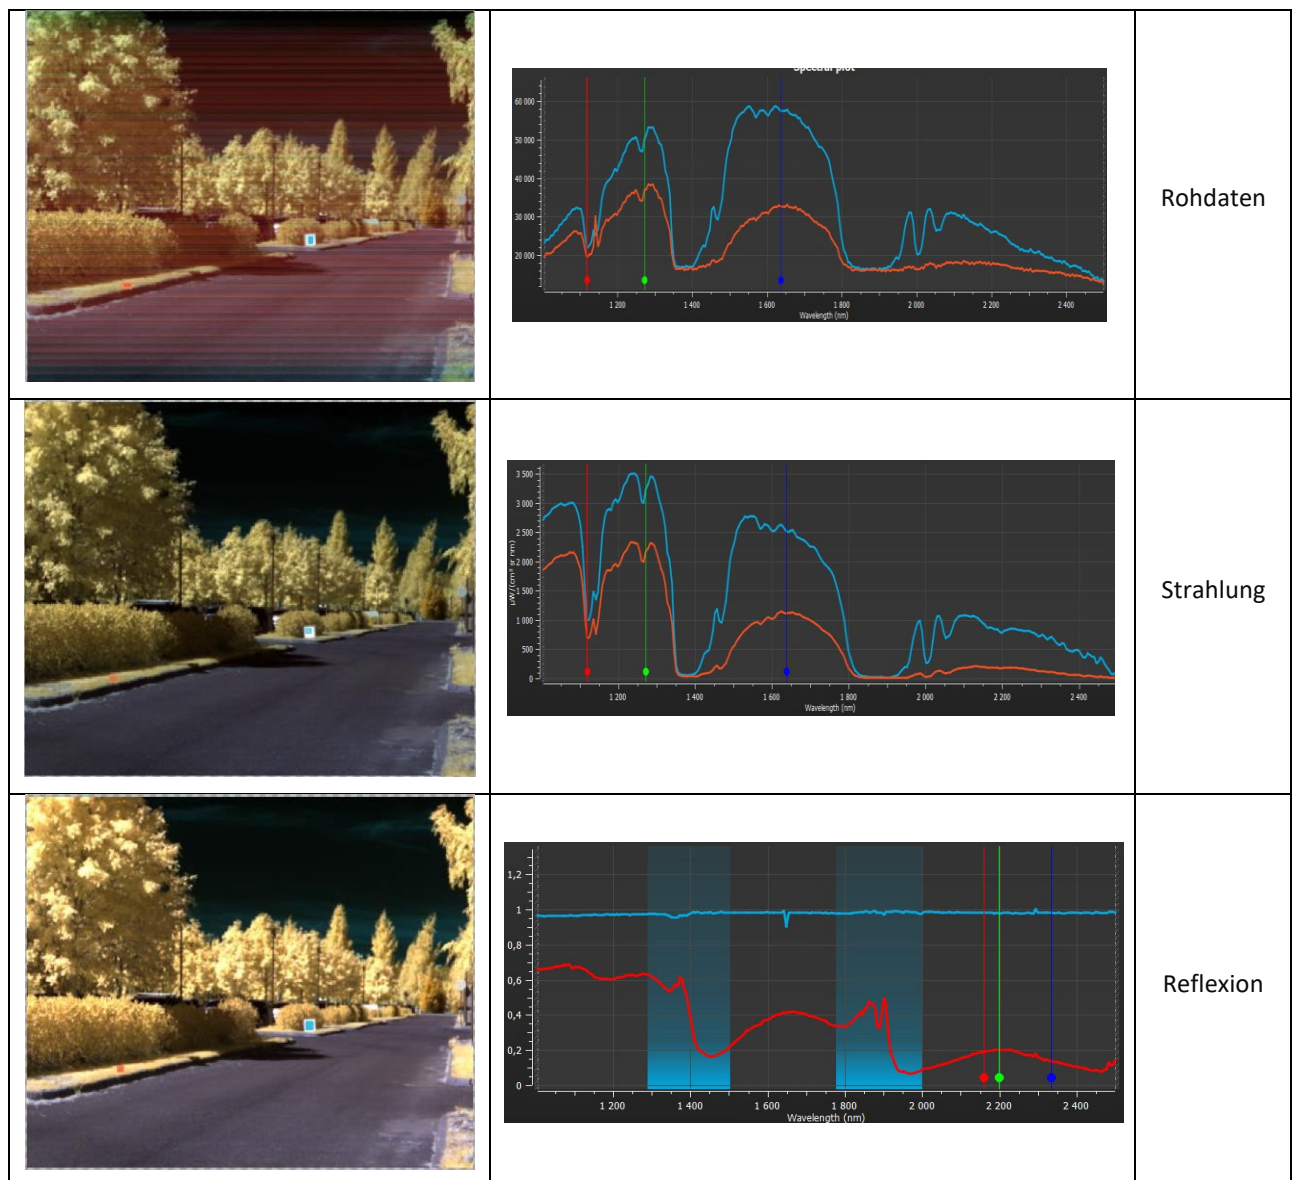 Spectral plot
60 000
50 000
40 000
30 000
20 000
1 200 1 400 1 600 1 800 2 000 2 200 2 400
Wavelength (nm)
Rohdaten
3 500
3 000
2 500
2 000
1 500
1 000
500
0
µW/(cm² sr nm)
1 200 1 400 1 600 1 800 2 000 2 200 2 400
Wavelength (nm)
Strahlung
1,2
1
0,8
0,6
0,4
0,2
0
1 200 1 400 1 600 1 800 2 000 2 200 2 400
Wavelength (nm)
Reflexion